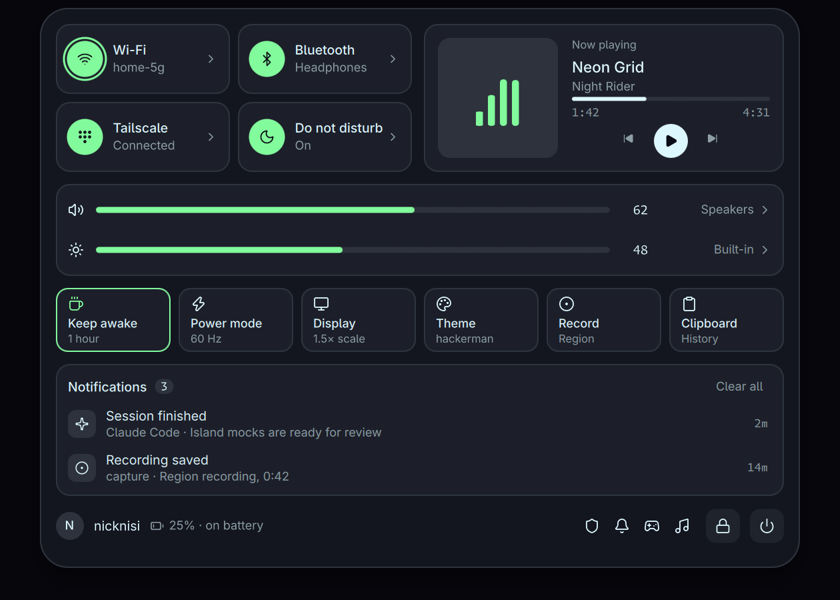 Wi-Fi
home-5g
Bluetooth
Headphones
Tailscale
Connected
Do not disturb
On
Now playing
Neon Grid
Night Rider
1:42
4:31
62
Speakers
48
Built-in
Keep awake
1 hour
Power mode
60 Hz
Display
1.5× scale
Theme
hackerman
Record
Region
Clipboard
History
Notifications 3
Clear all
Session finished
Claude Code · Island mocks are ready for review
2m
Recording saved
capture · Region recording, 0:42
14m
N nicknisi 25% · on battery